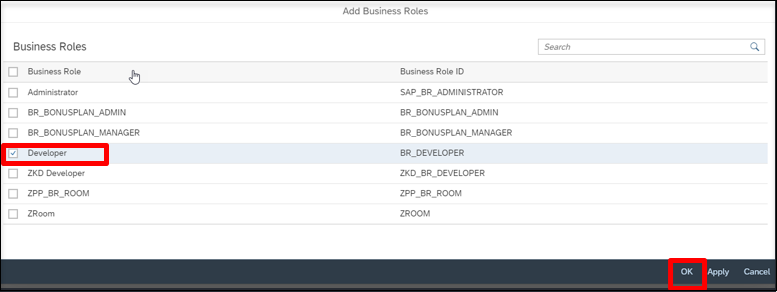 Add Business Roles
Business Roles
Search
Business Role Business Role ID
Administrator SAP_BR_ADMINISTRATOR
BR_BONUSPLAN_ADMIN BR_BONUSPLAN_ADMIN
BR_BONUSPLAN_MANAGER BR_BONUSPLAN_MANAGER
Developer BR_DEVELOPER
ZKD Developer ZKD_BR_DEVELOPER
ZPP_BR_ROOM ZPP_BR_ROOM
ZRoom ZROOM
OK Apply Cancel